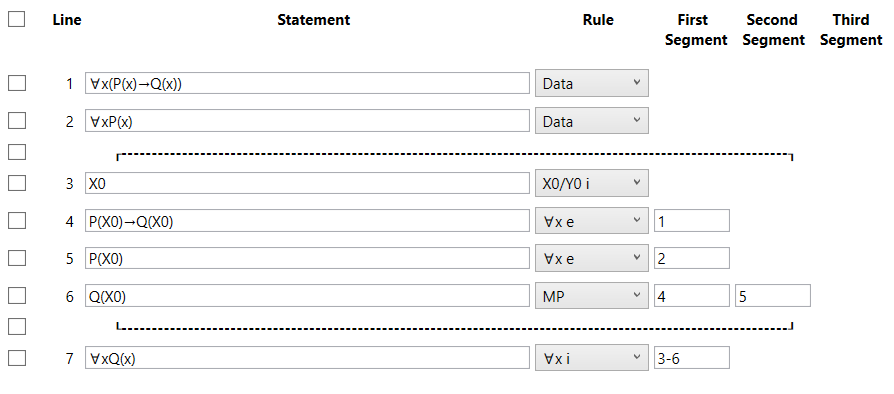 Line Statement Rule First Segment Second Segment Third Segment
1 ∀x(P(x)→Q(x)) Data
2 ∀xP(x) Data
3 X0 X0/Y0 i
4 P(X0)→Q(X0) ∀x e 1
5 P(X0) ∀x e 2
6 Q(X0) MP 4 5
7 ∀xQ(x) ∀x i 3-6